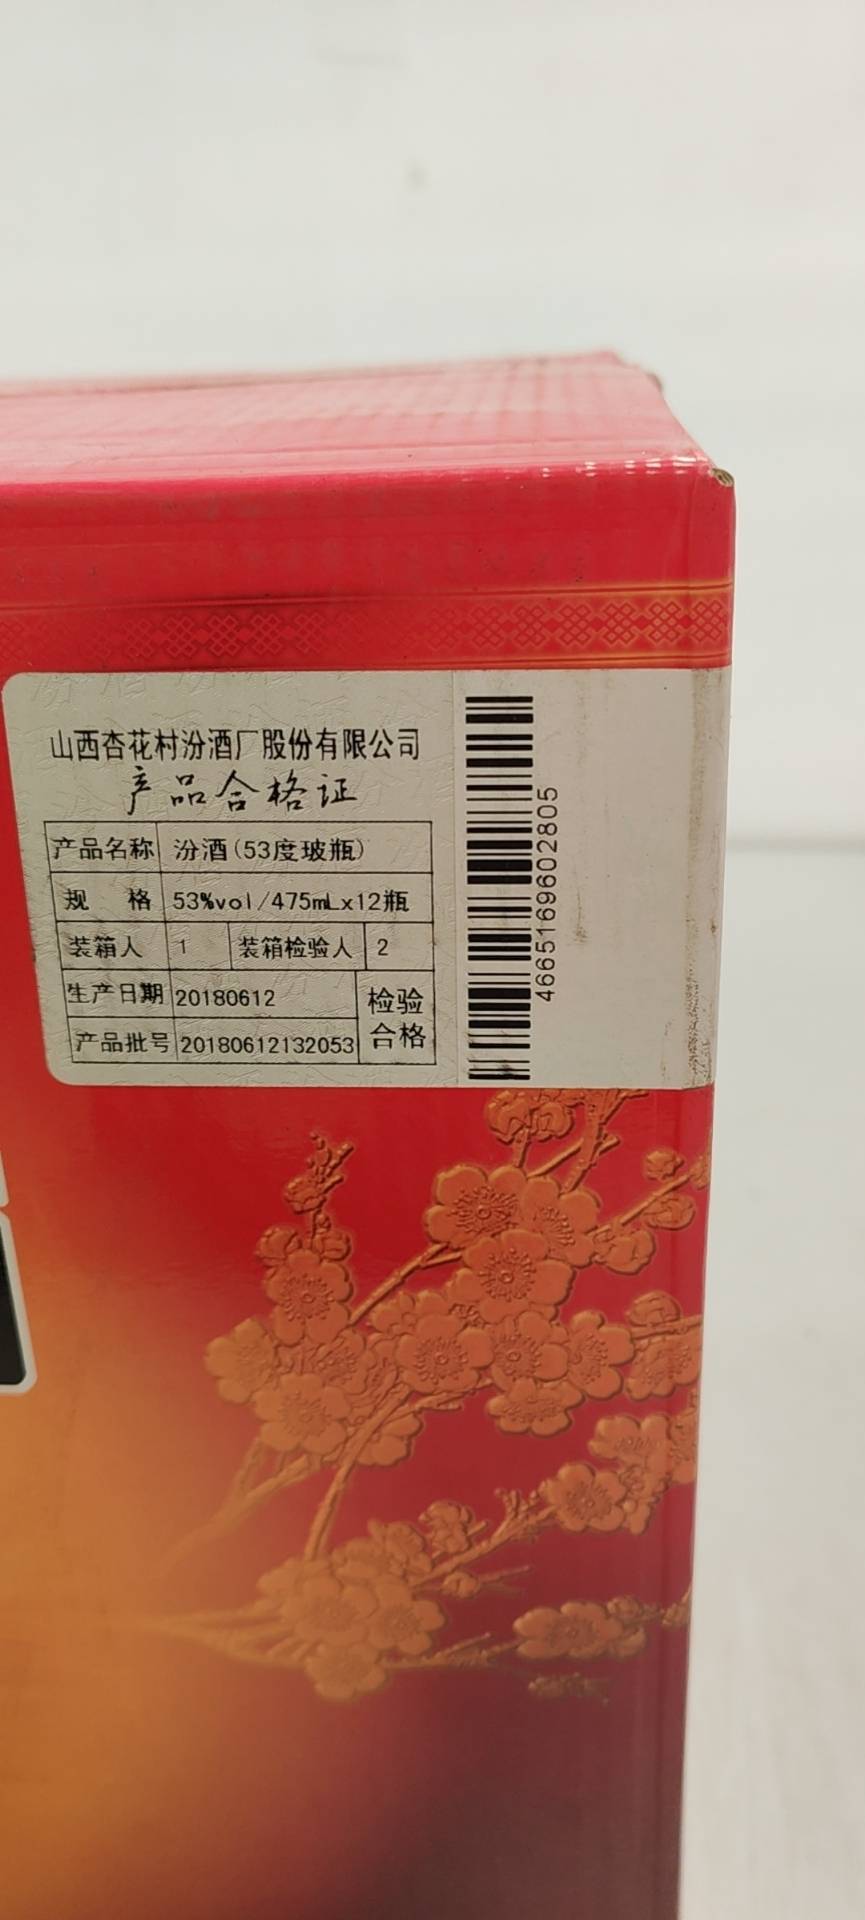 山西杏花村汾酒厂股份有限公司
产品合格证
产品名称 汾酒(53度玻瓶)
规 格 53%vol/475mLx12瓶
装箱人 1 装箱检验人 2
生产日期 20180612 检验
产品批号 20180612132053 合格
46651696028​05